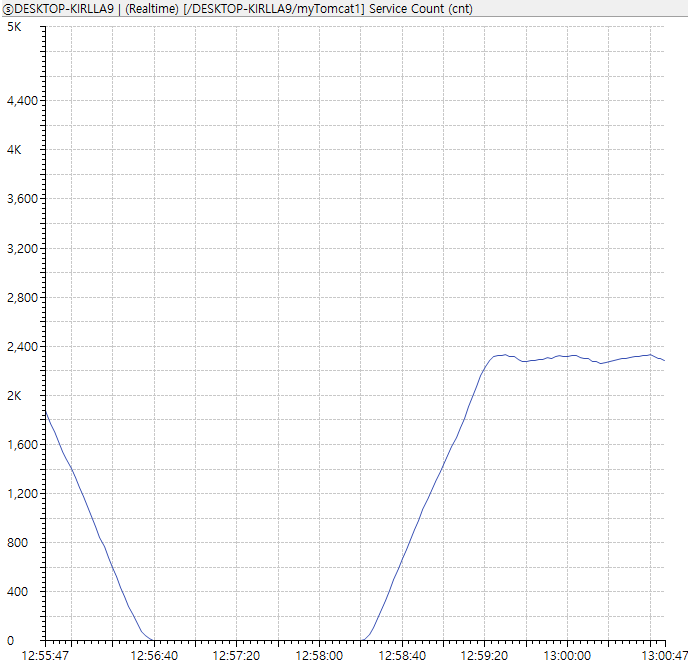 ⓢDESKTOP-KIRLLA9 | (Realtime) [/DESKTOP-KIRLLA9/myTomcat1] Service Count (cnt)
5K
4,400
4K
3,600
3,200
2,800
2,400
2K
1,600
1,200
800
400
0
12:55:47 12:56:40 12:57:20 12:58:00 12:58:40 12:59:20 13:00:00 13:00:47